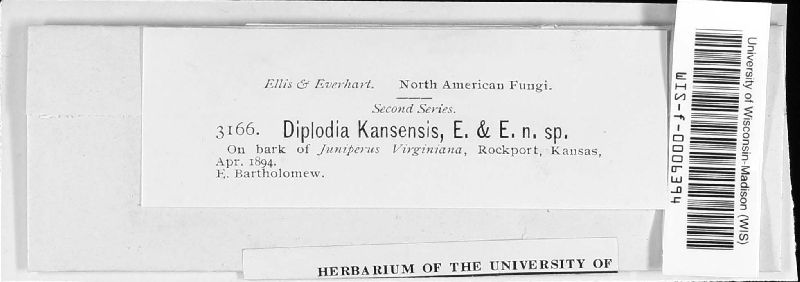 Ellis & Everhart. North American Fungi.
Second Series.
3166. Diplodia Kansensis, E. & E. n. sp.
On bark of Juniperus Virginiana, Rockport, Kansas,
Apr. 1894.
E. Bartholomew.
HERBARIUM OF THE UNIVERSITY OF
University of Wisconsin-Madison (WIS)
WIS-f-0006394